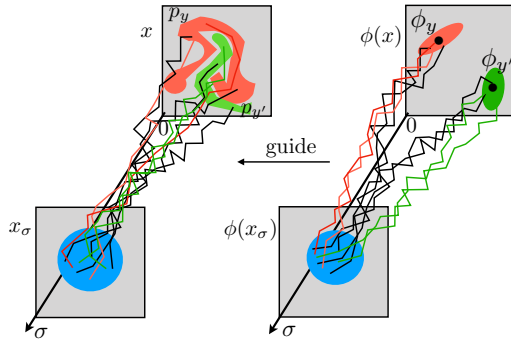 x
p_y
p_{y'}
0
x_σ
σ
guide
ϕ(x)
ϕ_y
ϕ_{y'}
0
ϕ(x_σ)
σ